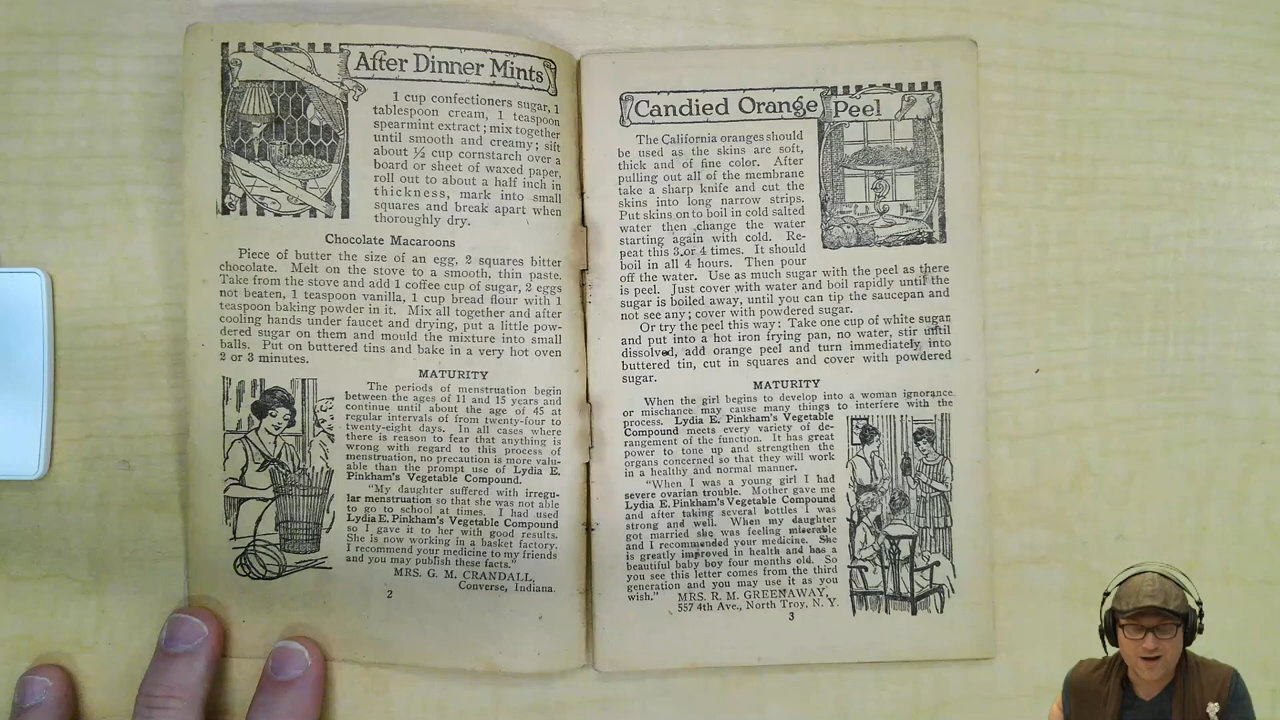 After Dinner Mints
1 cup confectioners sugar, 1
tablespoon cream, 1 teaspoon
spearmint extract; mix together
until smooth and creamy; sift
about ½ cup cornstarch over a
board or sheet of waxed paper,
roll out to about a half inch in
thickness, mark into small
squares and break apart when
thoroughly dry.
Chocolate Macaroons
Piece of butter the size of an egg, 2 squares bitter
chocolate. Melt on the stove to a smooth, thin paste.
Take from the stove and add 1 coffee cup of sugar, 2 eggs
not beaten, 1 teaspoon vanilla, 1 cup bread flour with 1
teaspoon baking powder in it. Mix all together and after
cooling hands under faucet and drying, put a little pow-
dered sugar on them and mould the mixture into small
balls. Put on buttered tins and bake in a very hot oven
2 or 3 minutes.
MATURITY
The periods of menstruation begin
between the ages of 11 and 15 years and
continue until about the age of 45 at
regular intervals of from twenty-four to
twenty-eight days. In all cases where
there is reason to fear that anything is
wrong with regard to this process of
menstruation, no precaution is more valu-
able than the prompt use of Lydia E.
Pinkham's Vegetable Compound.
"My daughter suffered with irregu-
lar menstruation so that she was not able
to go to school at times. I had used
Lydia E. Pinkham's Vegetable Compound
so I gave it to her with good results.
She is now working in a basket factory.
I recommend your medicine to my friends
and you may publish these facts."
MRS. G. M. CRANDALL,
Converse, Indiana.
2
Candied Orange Peel
The California oranges should
be used as the skins are soft,
thick and of fine color. After
pulling out all of the membrane
take a sharp knife and cut the
skins into long narrow strips.
Put skins on to boil in cold salted
water then change the water
starting again with cold. Re-
peat this 3 or 4 times. It should
boil in all 4 hours. Then pour
off the water. Use as much sugar with the peel as there
is peel. Just cover with water and boil rapidly until the
sugar is boiled away, until you can tip the saucepan and
not see any; cover with powdered sugar.
Or try the peel this way: Take one cup of white sugar
and put into a hot iron frying pan, no water, stir until
dissolved, add orange peel and turn immediately into
buttered tin, cut in squares and cover with powdered
sugar.
MATURITY
When the girl begins to develop into a woman ignorance
or mischance may cause many things to interfere with the
process. Lydia E. Pinkham's Vegetable
Compound meets every variety of de-
rangement of the function. It has great
power to tone up and strengthen the
organs concerned so that they will work
in a healthy and normal manner.
"When I was a young girl I had
severe ovarian trouble. Mother gave me
Lydia E. Pinkham's Vegetable Compound
and after taking several bottles I was
strong and well. When my daughter
got married she was feeling miserable
and I recommended your medicine. She
is greatly improved in health and has a
beautiful baby boy four months old. So
you see this letter comes from the third
generation and you may use it as you
wish." MRS. R. M. GREENAWAY,
557 4th Ave., North Troy, N. Y.
3